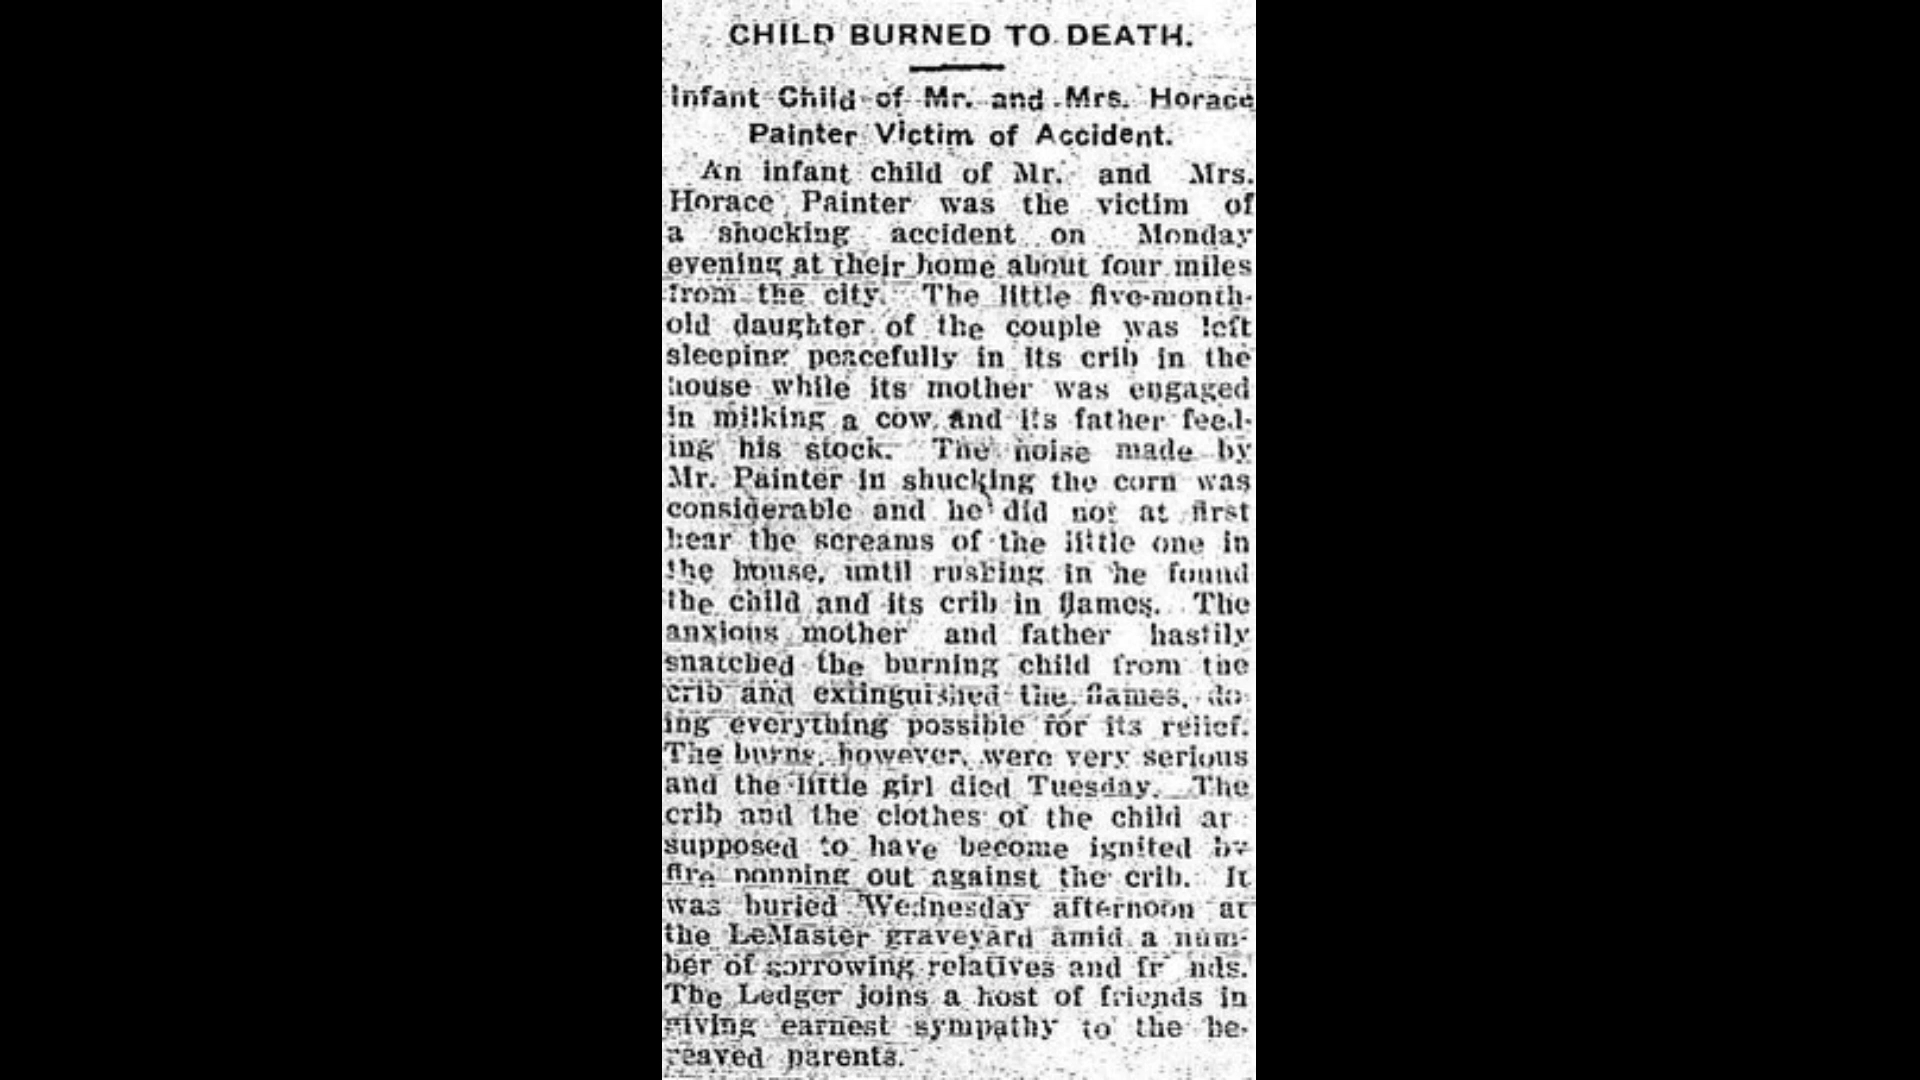 CHILD BURNED TO DEATH.
Infant Child of Mr. and Mrs. Horace
Painter Victim of Accident.
An infant child of Mr. and Mrs.
Horace Painter was the victim of
a shocking accident on Monday
evening at their home about four miles
from the city. The little five-month-
old daughter of the couple was left
sleeping peacefully in its crib in the
house while its mother was engaged
in milking a cow and its father feed-
ing his stock. The noise made by
Mr. Painter in shucking the corn was
considerable and he did not at first
hear the screams of the little one in
the house, until rushing in he found
the child and its crib in flames. The
anxious mother and father hastily
snatched the burning child from the
crib and extinguished the flames, do-
ing everything possible for its relief.
The burns, however, were very serious
and the little girl died Tuesday. The
crib and the clothes of the child ar
supposed to have become ignited by
fire popping out against the crib. It
was buried Wednesday afternoon at
the LeMaster graveyard amid a num-
ber of sorrowing relatives and fr nds.
The Ledger joins a host of friends in
giving earnest sympathy to the be-
reaved parents.